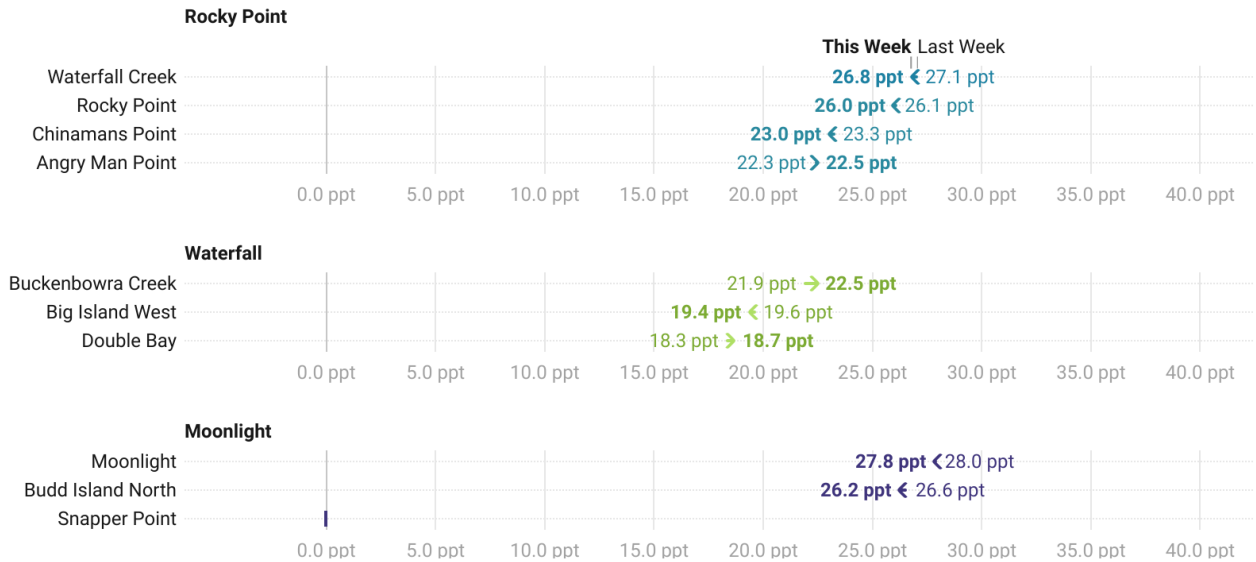 Rocky Point
This Week Last Week
Waterfall Creek 26.8 ppt 27.1 ppt
Rocky Point 26.0 ppt 26.1 ppt
Chinamans Point 23.0 ppt 23.3 ppt
Angry Man Point 22.3 ppt 22.5 ppt
0.0 ppt 5.0 ppt 10.0 ppt 15.0 ppt 20.0 ppt 25.0 ppt 30.0 ppt 35.0 ppt 40.0 ppt
Waterfall
Buckenbowra Creek 21.9 ppt 22.5 ppt
Big Island West 19.4 ppt 19.6 ppt
Double Bay 18.3 ppt 18.7 ppt
0.0 ppt 5.0 ppt 10.0 ppt 15.0 ppt 20.0 ppt 25.0 ppt 30.0 ppt 35.0 ppt 40.0 ppt
Moonlight
Moonlight 27.8 ppt 28.0 ppt
Budd Island North 26.2 ppt 26.6 ppt
Snapper Point
0.0 ppt 5.0 ppt 10.0 ppt 15.0 ppt 20.0 ppt 25.0 ppt 30.0 ppt 35.0 ppt 40.0 ppt